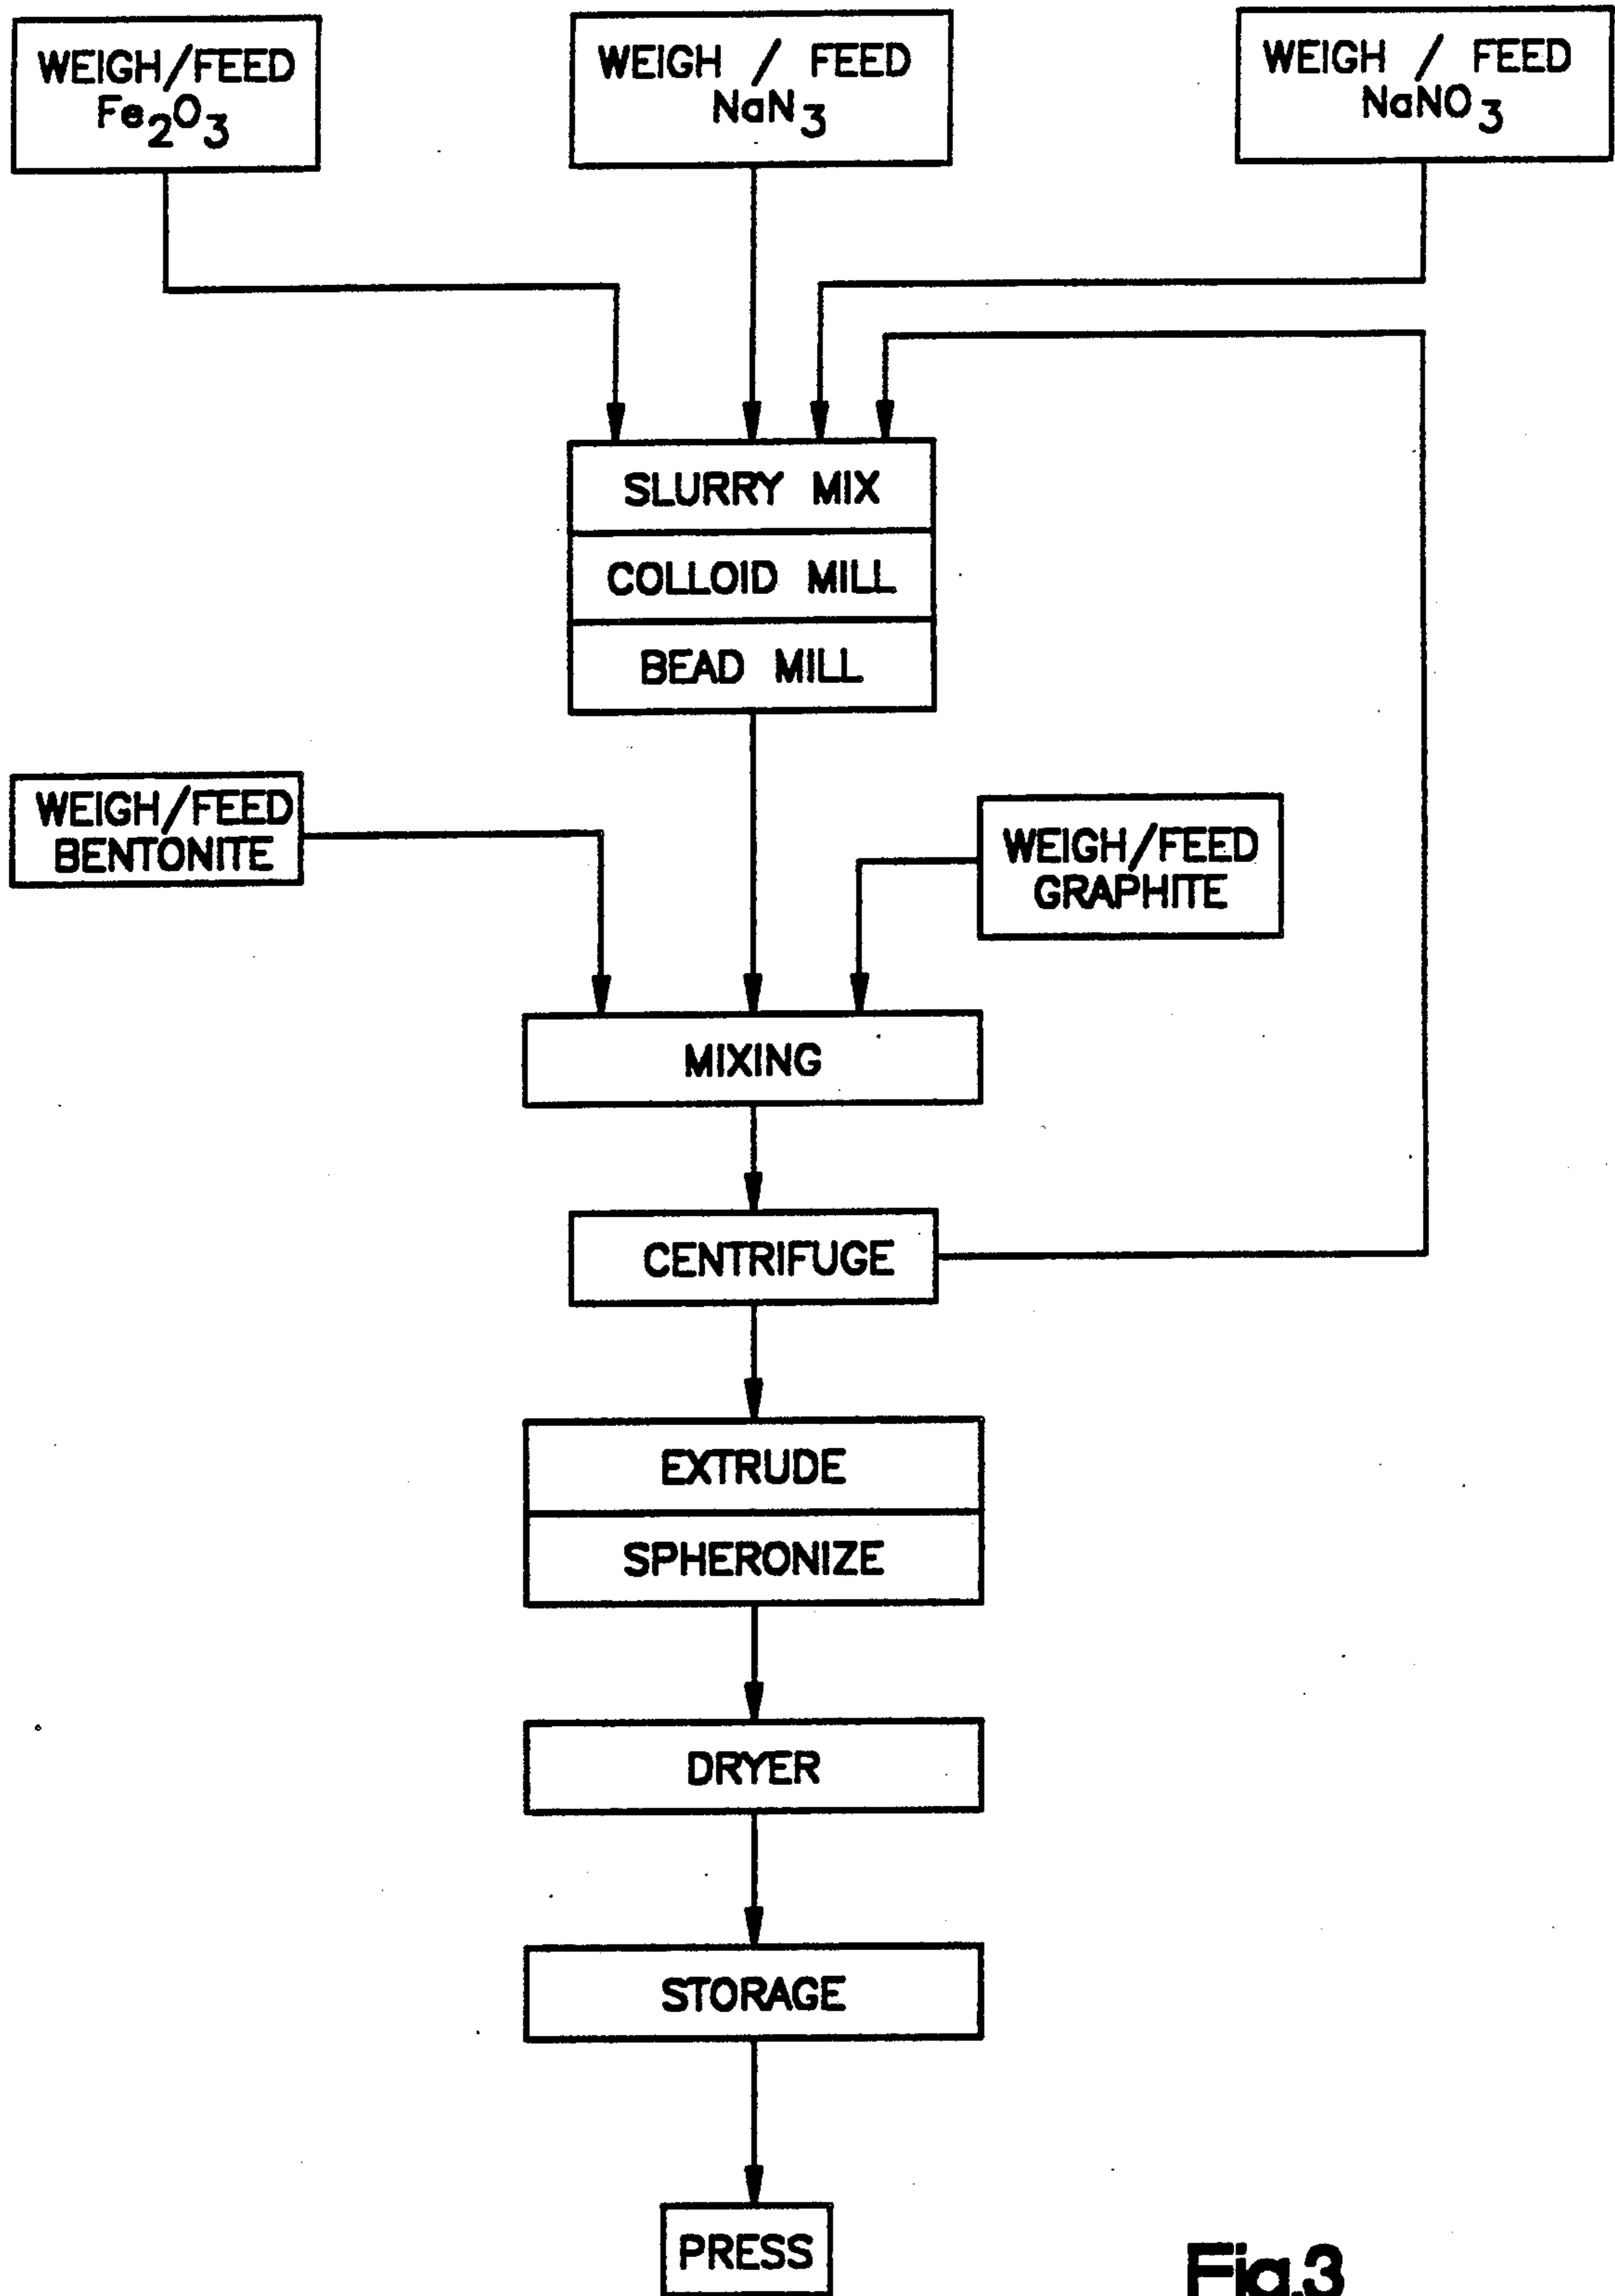 WEIGH/FEED
Fe2O3
WEIGH / FEED
NaN3
WEIGH / FEED
NaNO3
SLURRY MIX
COLLOID MILL
BEAD MILL
WEIGH/FEED
BENTONITE
WEIGH/FEED
GRAPHITE
MIXING
CENTRIFUGE
EXTRUDE
SPHERONIZE
DRYER
STORAGE
PRESS
Fig.3